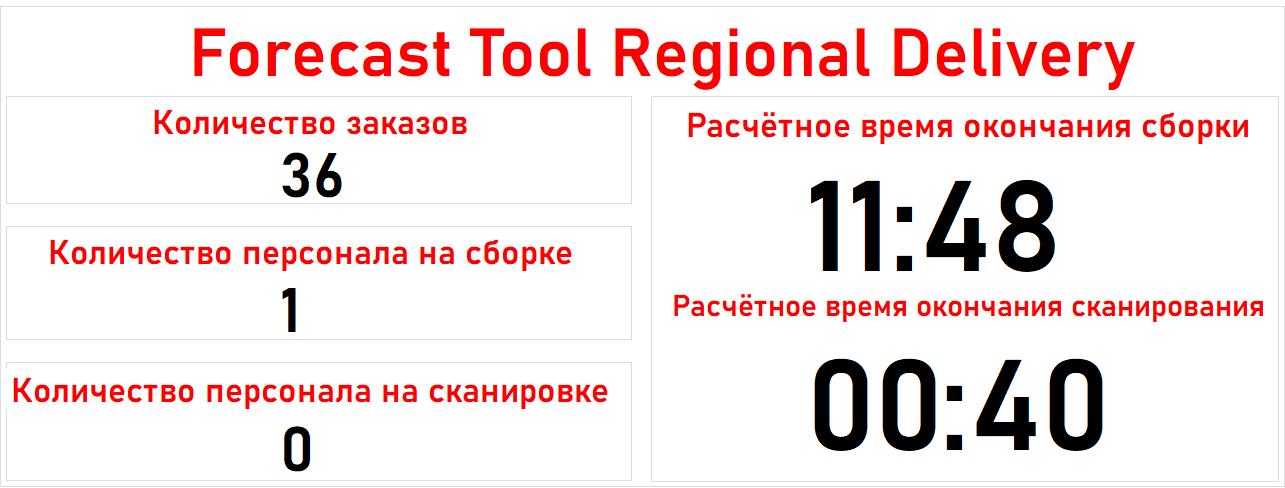 Forecast Tool Regional Delivery
Количество заказов
36
Количество персонала на сборке
1
Количество персонала на сканировке
0
Расчётное время окончания сборки
11:48
Расчётное время окончания сканирования
00:40